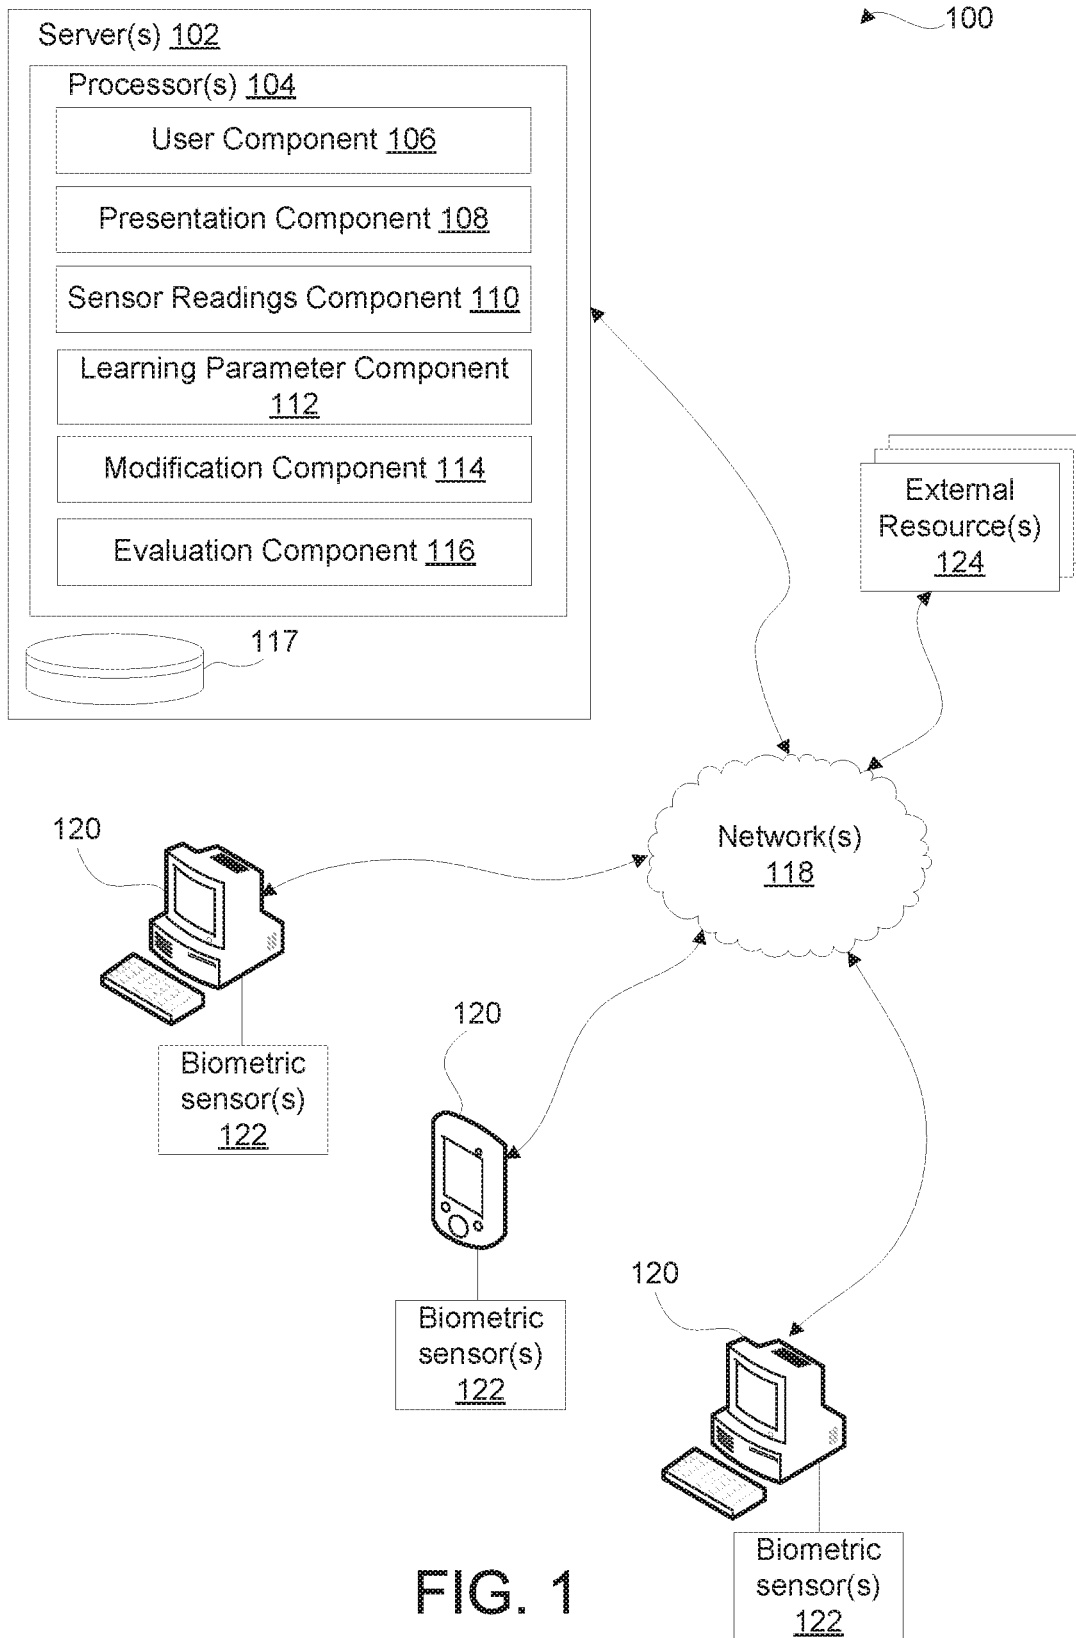 100
Server(s) 102
Processor(s) 104
User Component 106
Presentation Component 108
Sensor Readings Component 110
Learning Parameter Component
112
Modification Component 114
Evaluation Component 116
117
External
Resource(s)
124
Network(s)
118
120
Biometric
sensor(s)
122
120
Biometric
sensor(s)
122
120
Biometric
sensor(s)
122
FIG. 1